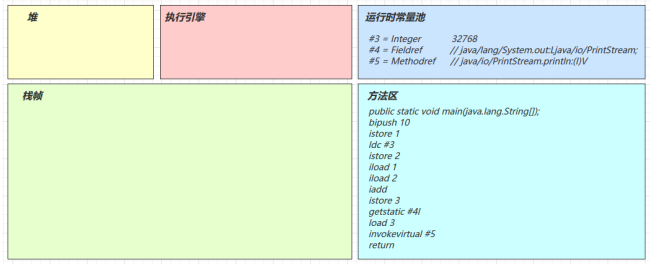 堆
执行引擎
运行时常量池
#3 = Integer 32768
#4 = Fieldref // java/lang/System.out:Ljava/io/PrintStream;
#5 = Methodref // java/io/PrintStream.println:(I)V
栈帧
方法区
public static void main(java.lang.String[]);
bipush 10
istore 1
ldc #3
istore 2
iload 1
iload 2
iadd
istore 3
getstatic #4I
load 3
invokevirtual #5
return